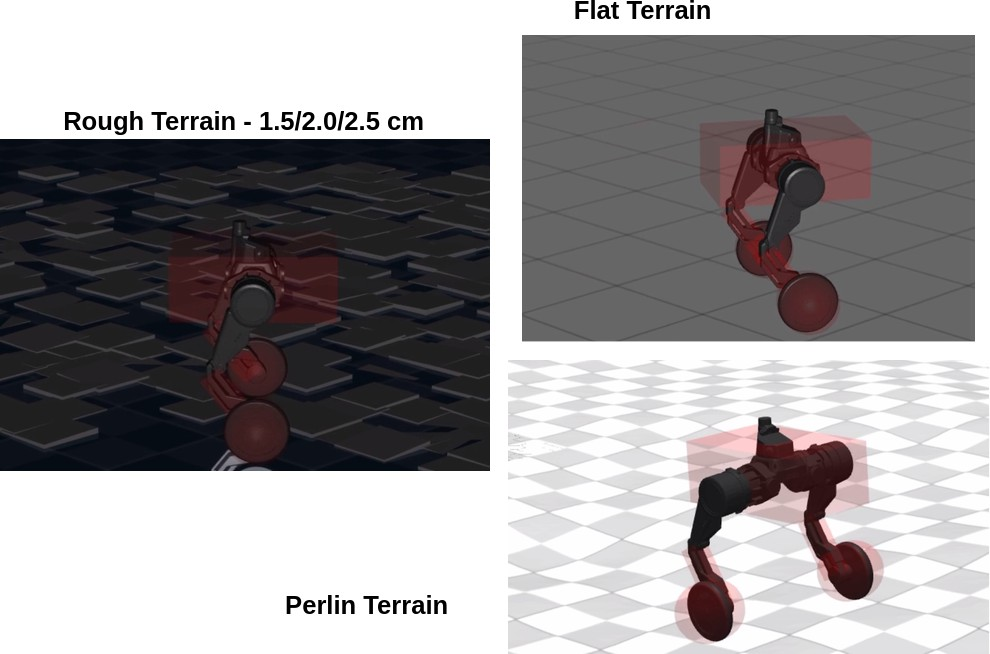 Flat Terrain
Rough Terrain - 1.5/2.0/2.5 cm
Perlin Terrain